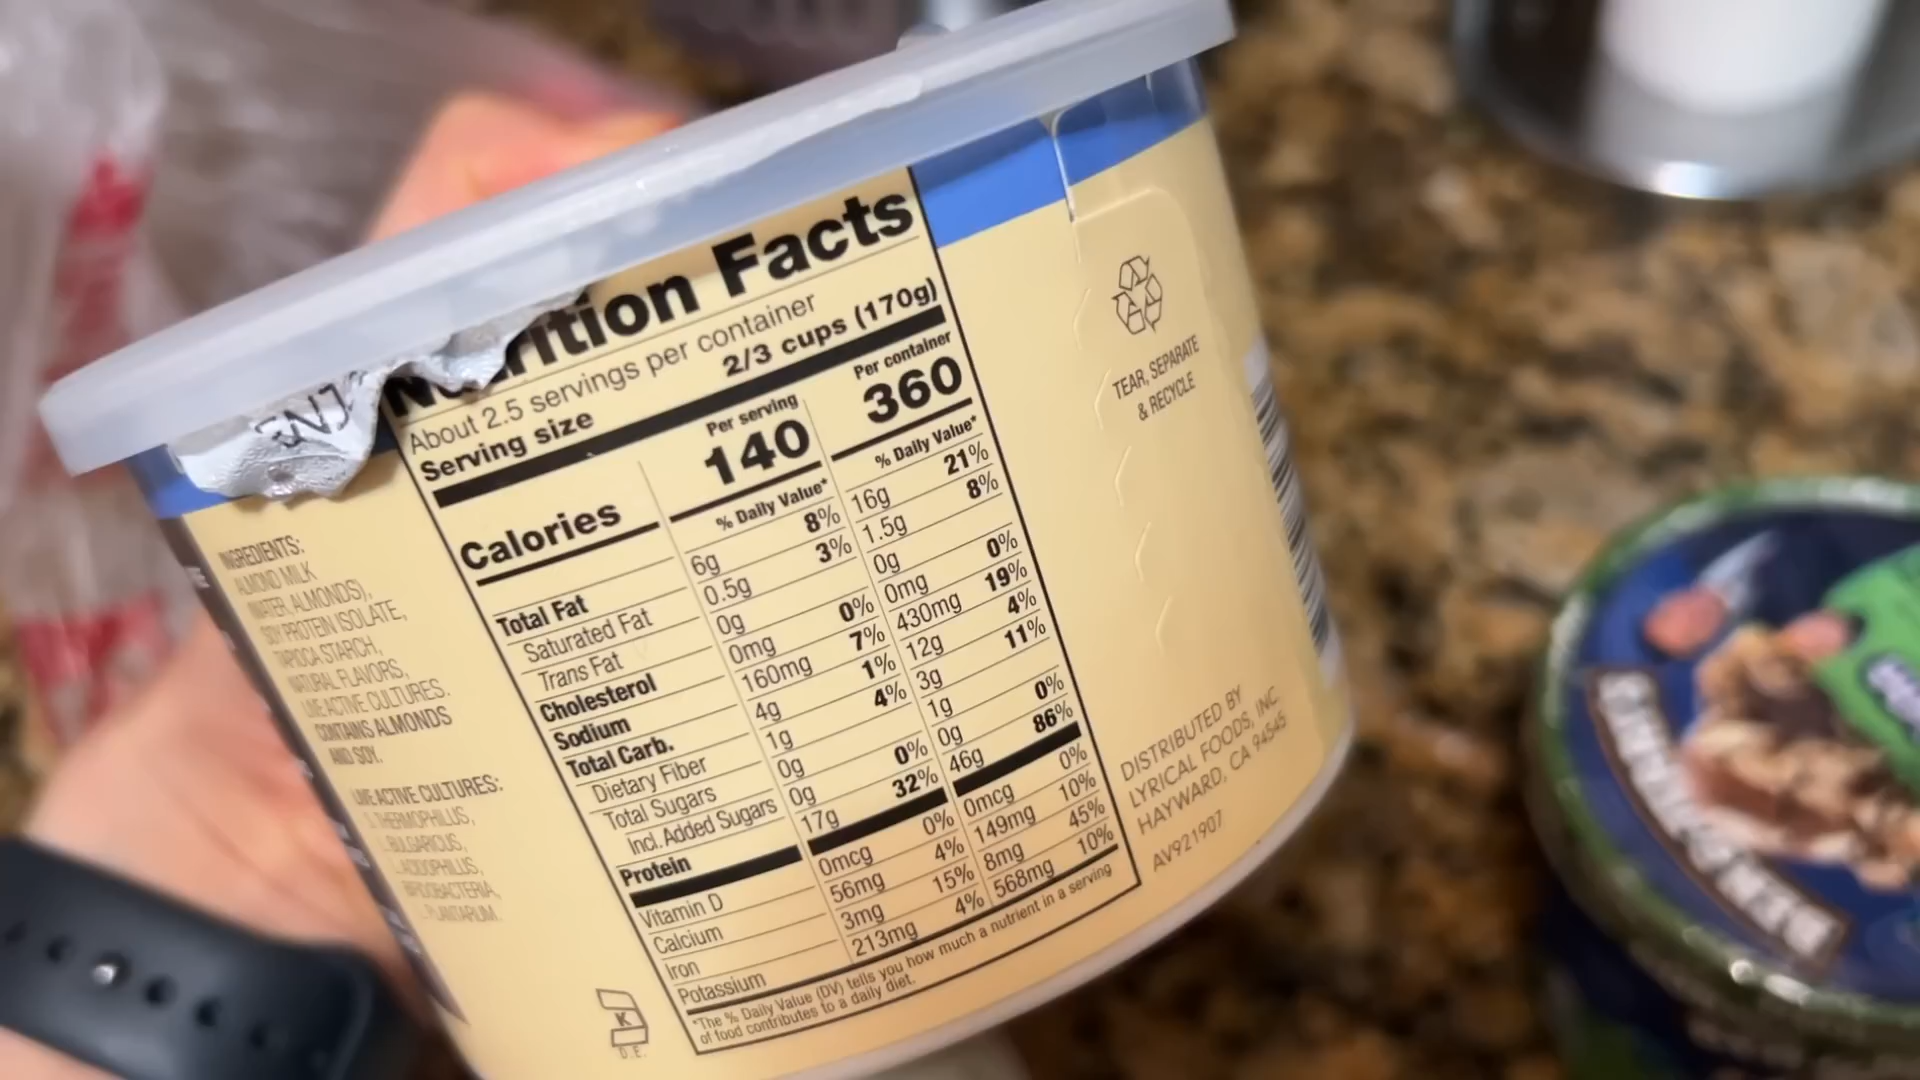 Nutrition Facts
About 2.5 servings per container
Serving size 2/3 cups (170g)
Per serving Per container
Calories 140 360
% Daily Value* % Daily Value*
Total Fat 6g 8% 16g 21%
Saturated Fat 0.5g 3% 1.5g 8%
Trans Fat 0g 0g
Cholesterol 0mg 0% 0mg 0%
Sodium 160mg 7% 430mg 19%
Total Carb. 4g 1% 12g 4%
Dietary Fiber 1g 4% 3g 11%
Total Sugars 0g 1g
Incl. Added Sugars 0g 0% 0g 0%
Protein 17g 32% 46g 86%
Vitamin D 0mcg 0% 0mcg 0%
Calcium 56mg 4% 149mg 10%
Iron 3mg 15% 8mg 45%
Potassium 213mg 4% 568mg 10%
*The % Daily Value (DV) tells you how much a nutrient in a serving
of food contributes to a daily diet.
INGREDIENTS:
ALMOND MILK
(WATER, ALMONDS),
SOY PROTEIN ISOLATE,
TAPIOCA STARCH,
NATURAL FLAVORS,
LIVE ACTIVE CULTURES.
CONTAINS ALMONDS
AND SOY.
LIVE ACTIVE CULTURES:
S. THERMOPHILUS,
L. BULGARICUS,
L. ACIDOPHILUS,
BIFIDOBACTERIA,
L. PLANTARUM.
K
D.E.
TEAR, SEPARATE
& RECYCLE
DISTRIBUTED BY
LYRICAL FOODS, INC.
HAYWARD, CA 94545
AV921907